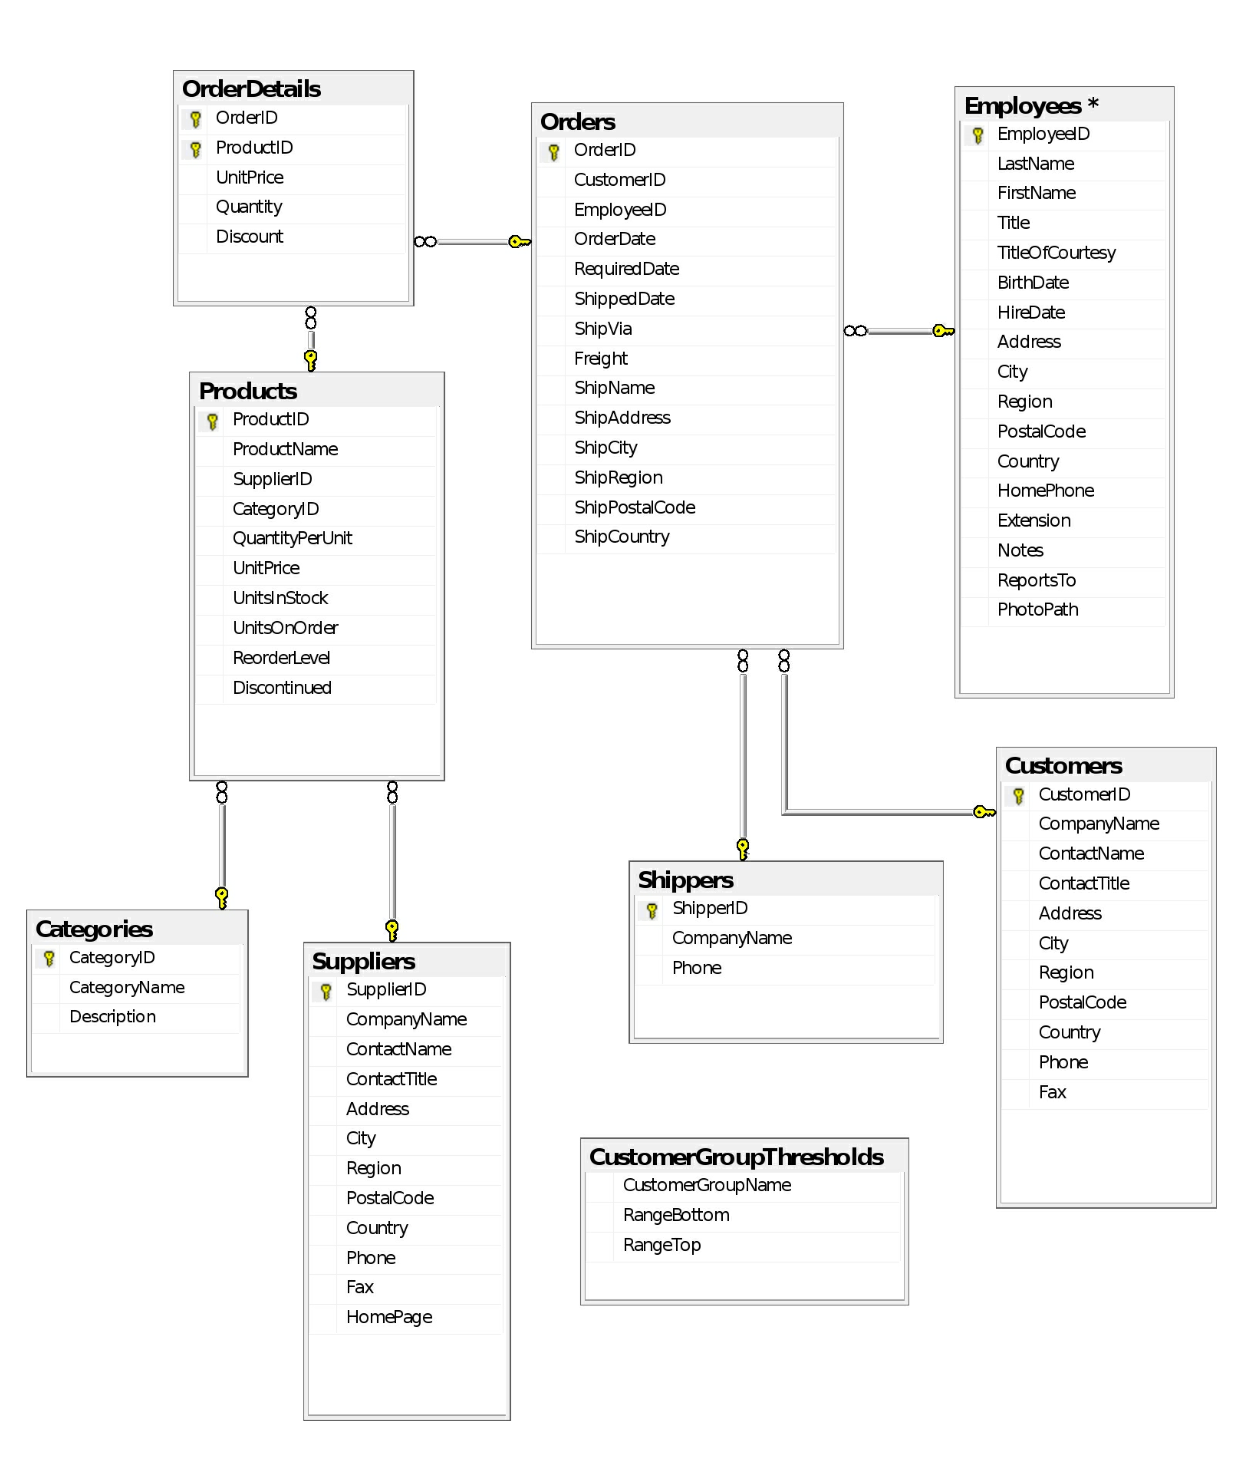 OrderDetails
OrderID
ProductID
UnitPrice
Quantity
Discount
Orders
OrderID
CustomerID
EmployeeID
OrderDate
RequiredDate
ShippedDate
ShipVia
Freight
ShipName
ShipAddress
ShipCity
ShipRegion
ShipPostalCode
ShipCountry
Employees *
EmployeeID
LastName
FirstName
Title
TitleOfCourtesy
BirthDate
HireDate
Address
City
Region
PostalCode
Country
HomePhone
Extension
Notes
ReportsTo
PhotoPath
Products
ProductID
ProductName
SupplierID
CategoryID
QuantityPerUnit
UnitPrice
UnitsInStock
UnitsOnOrder
ReorderLevel
Discontinued
Customers
CustomerID
CompanyName
ContactName
ContactTitle
Address
City
Region
PostalCode
Country
Phone
Fax
Shippers
ShipperID
CompanyName
Phone
Categories
CategoryID
CategoryName
Description
Suppliers
SupplierID
CompanyName
ContactName
ContactTitle
Address
City
Region
PostalCode
Country
Phone
Fax
HomePage
CustomerGroupThresholds
CustomerGroupName
RangeBottom
RangeTop